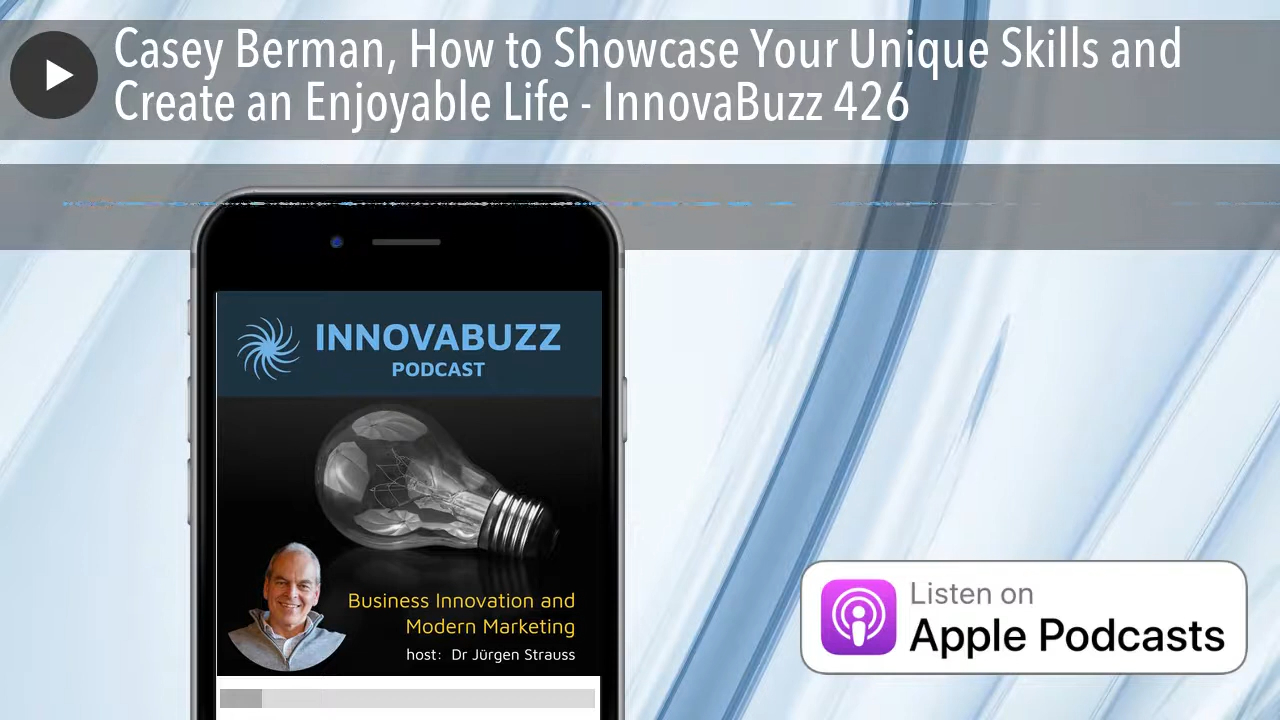 Casey Berman, How to Showcase Your Unique Skills and
Create an Enjoyable Life - InnovaBuzz 426
INNOVABUZZ
PODCAST
Business Innovation and
Modern Marketing
host: Dr Jürgen Strauss
Listen on
Apple Podcasts